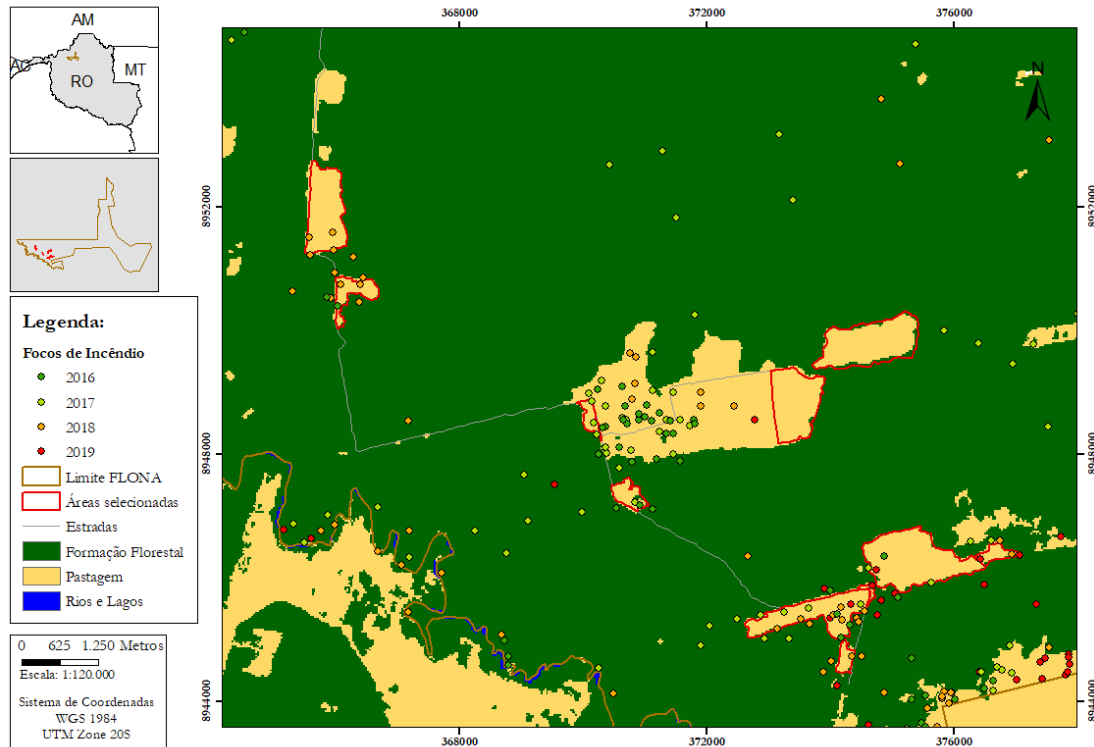 AM
AC
RO
MT
368000
372000
376000
N
8952000
8952000
8948000
8948000
8944000
8944000
368000
372000
376000
Legenda:
Focos de Incêndio
2016
2017
2018
2019
Limite FLONA
Áreas selecionadas
Estradas
Formação Florestal
Pastagem
Rios e Lagos
0 625 1.250 Metros
Escala: 1:120.000
Sistema de Coordenadas
WGS 1984
UTM Zone 20S